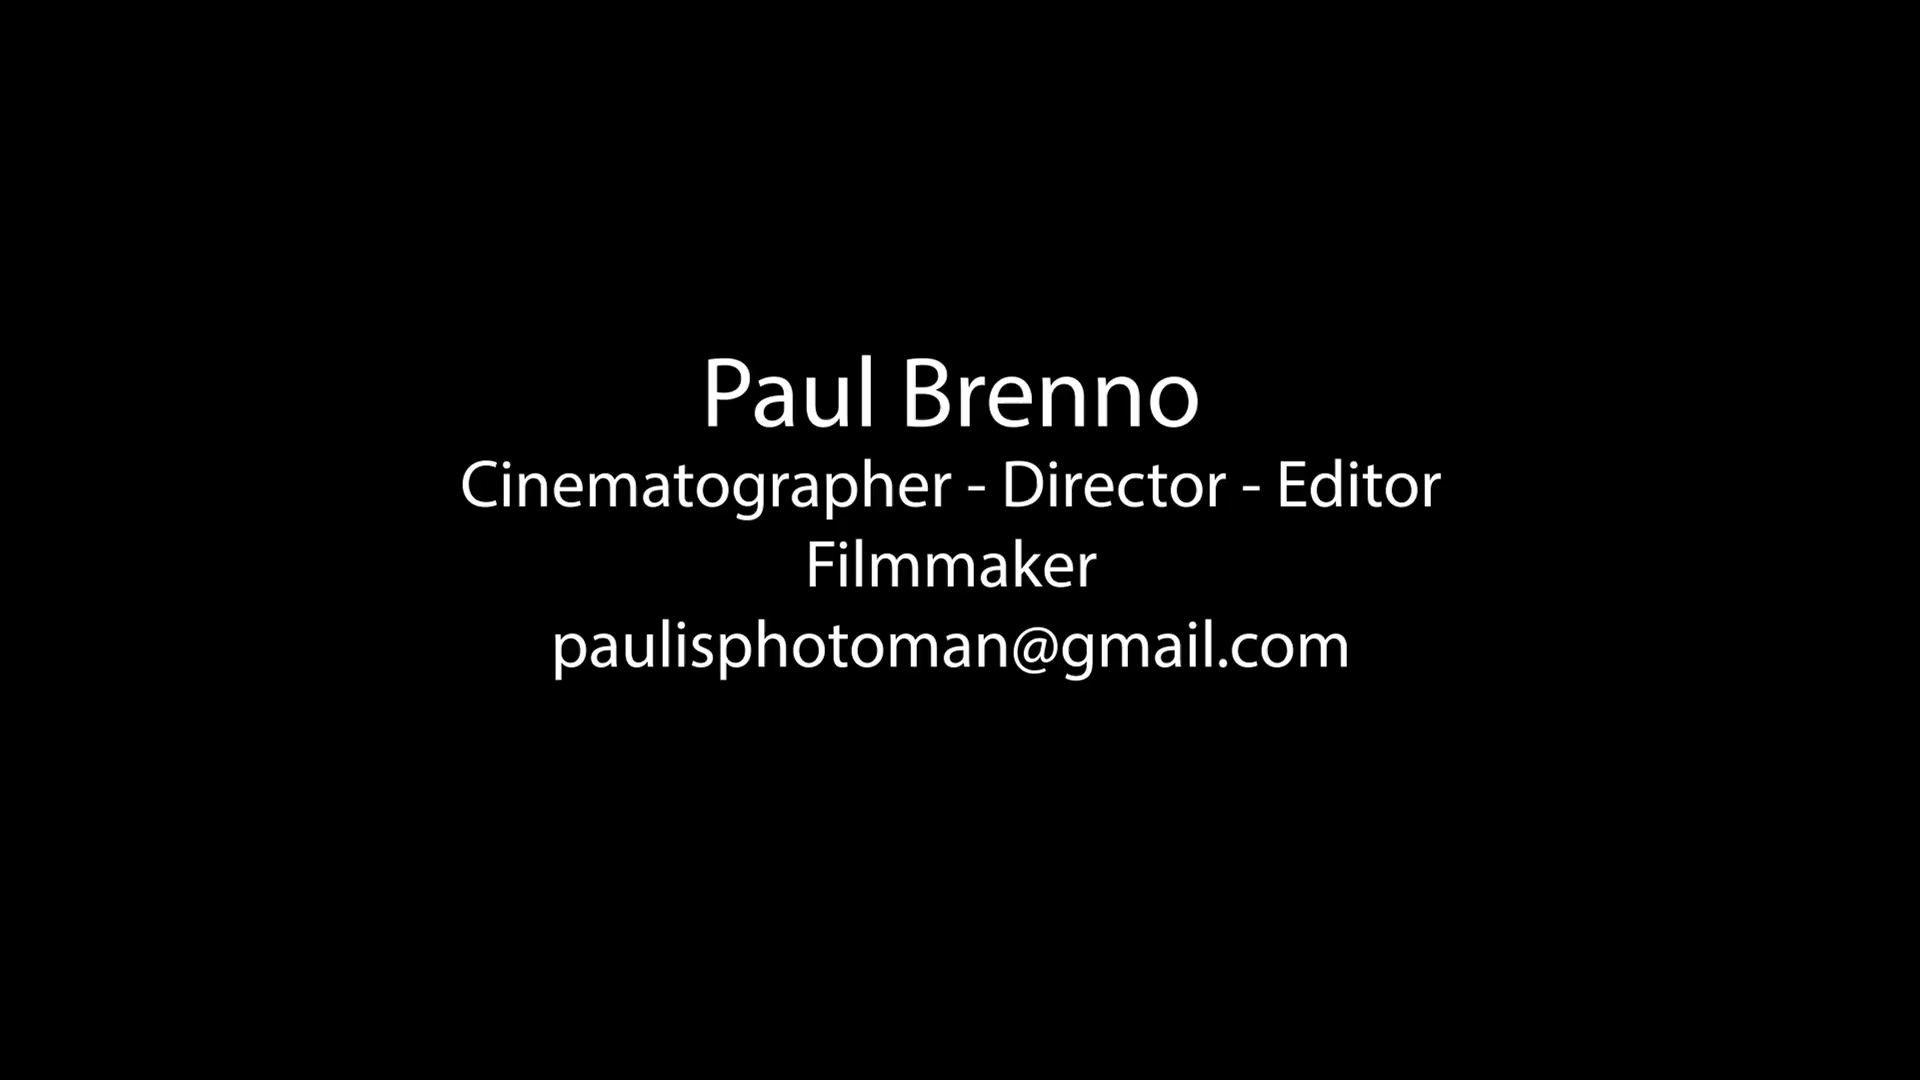 Paul Brenno
Cinematographer - Director - Editor
Filmmaker
paulisphotoman@gmail.com